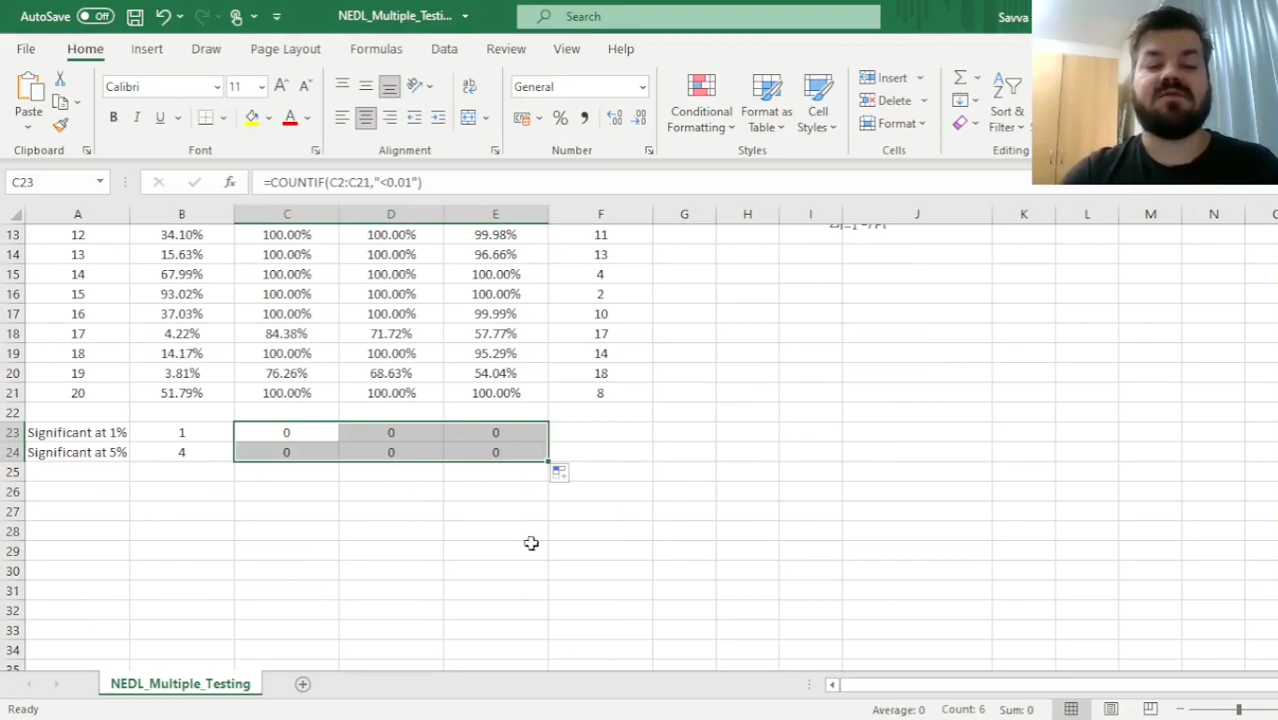 AutoSave Off NEDL_Multiple_Testi... Search Savva
File Home Insert Draw Page Layout Formulas Data Review View Help
Paste Calibri 11 General Conditional Formatting Format as Table Cell Styles Insert Delete Format Sort & Filter
Clipboard Font Alignment Number Styles Cells Editing
C23 fx =COUNTIF(C2:C21,"<0.01")
A B C D E F G H I J K L M N
13 12 34.10% 100.00% 100.00% 99.98% 11
14 13 15.63% 100.00% 100.00% 96.66% 13
15 14 67.99% 100.00% 100.00% 100.00% 4
16 15 93.02% 100.00% 100.00% 100.00% 2
17 16 37.03% 100.00% 100.00% 99.99% 10
18 17 4.22% 84.38% 71.72% 57.77% 17
19 18 14.17% 100.00% 100.00% 95.29% 14
20 19 3.81% 76.26% 68.63% 54.04% 18
21 20 51.79% 100.00% 100.00% 100.00% 8
22
23 Significant at 1% 1 0 0 0
24 Significant at 5% 4 0 0 0
25
26
27
28
29
30
31
32
33
34
35
NEDL_Multiple_Testing
Ready Average: 0 Count: 6 Sum: 0